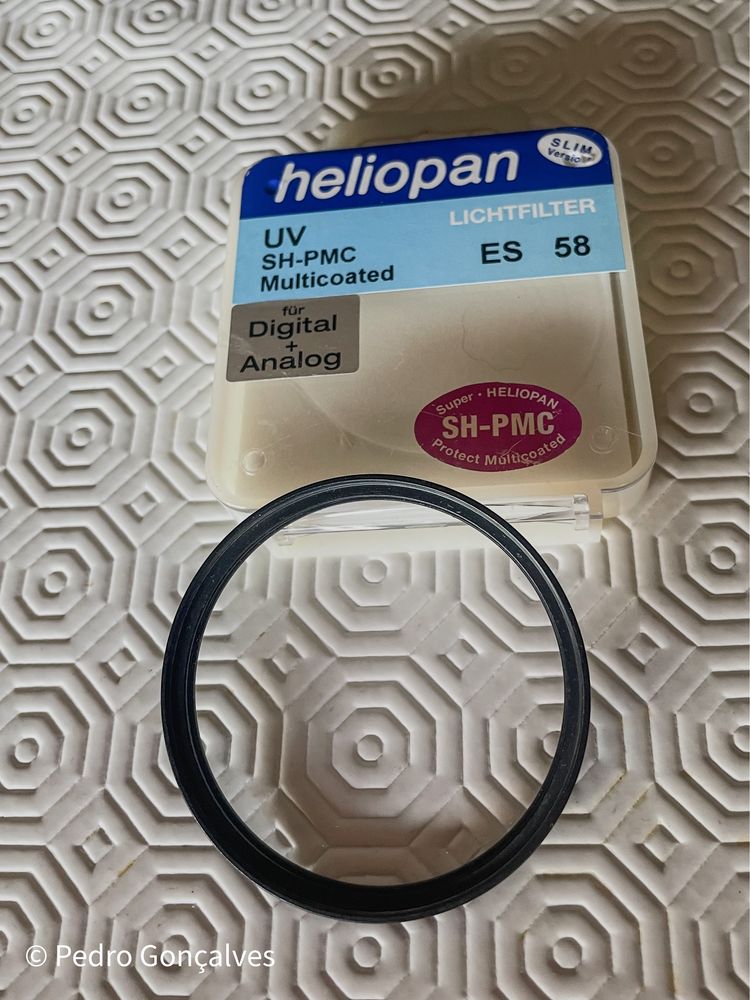 heliopan
SLIM
Version
LICHTFILTER
UV
SH-PMC
Multicoated
ES 58
für
Digital
+
Analog
Super · HELIOPAN
SH-PMC
Protect Multicoated
© Pedro Gonçalves